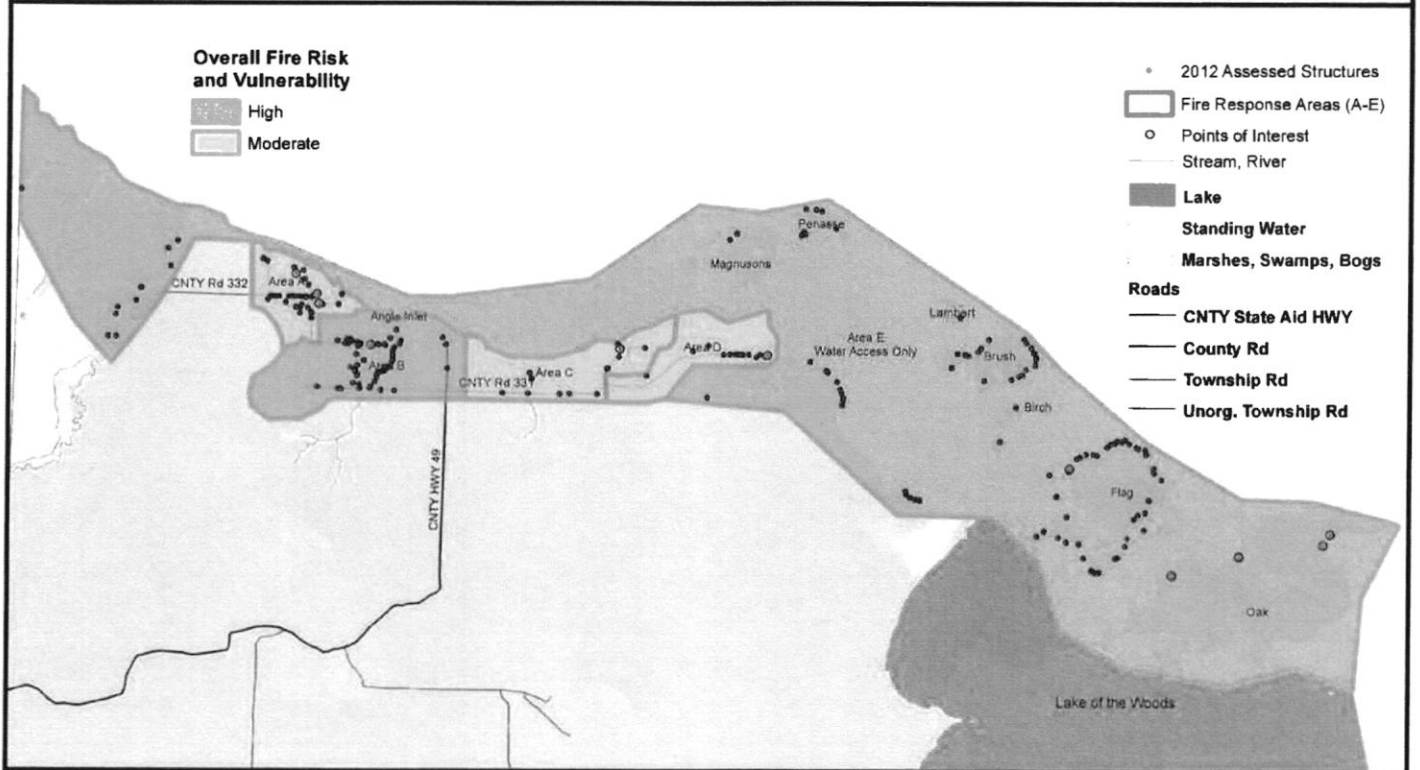 Overall Fire Risk
and Vulnerability
High
Moderate
2012 Assessed Structures
Fire Response Areas (A-E)
Points of Interest
Stream, River
Lake
Standing Water
Marshes, Swamps, Bogs
Roads
CNTY State Aid HWY
County Rd
Township Rd
Unorg. Township Rd
Penasse
Magnusons
CNTY Rd 332
Area A
Angle Inlet
Lambert
Area E
Water Access Only
Area D
Brush
Area B
Area C
CNTY Rd 331
Birch
CNTY HWY 49
Flag
Oak
Lake of the Woods